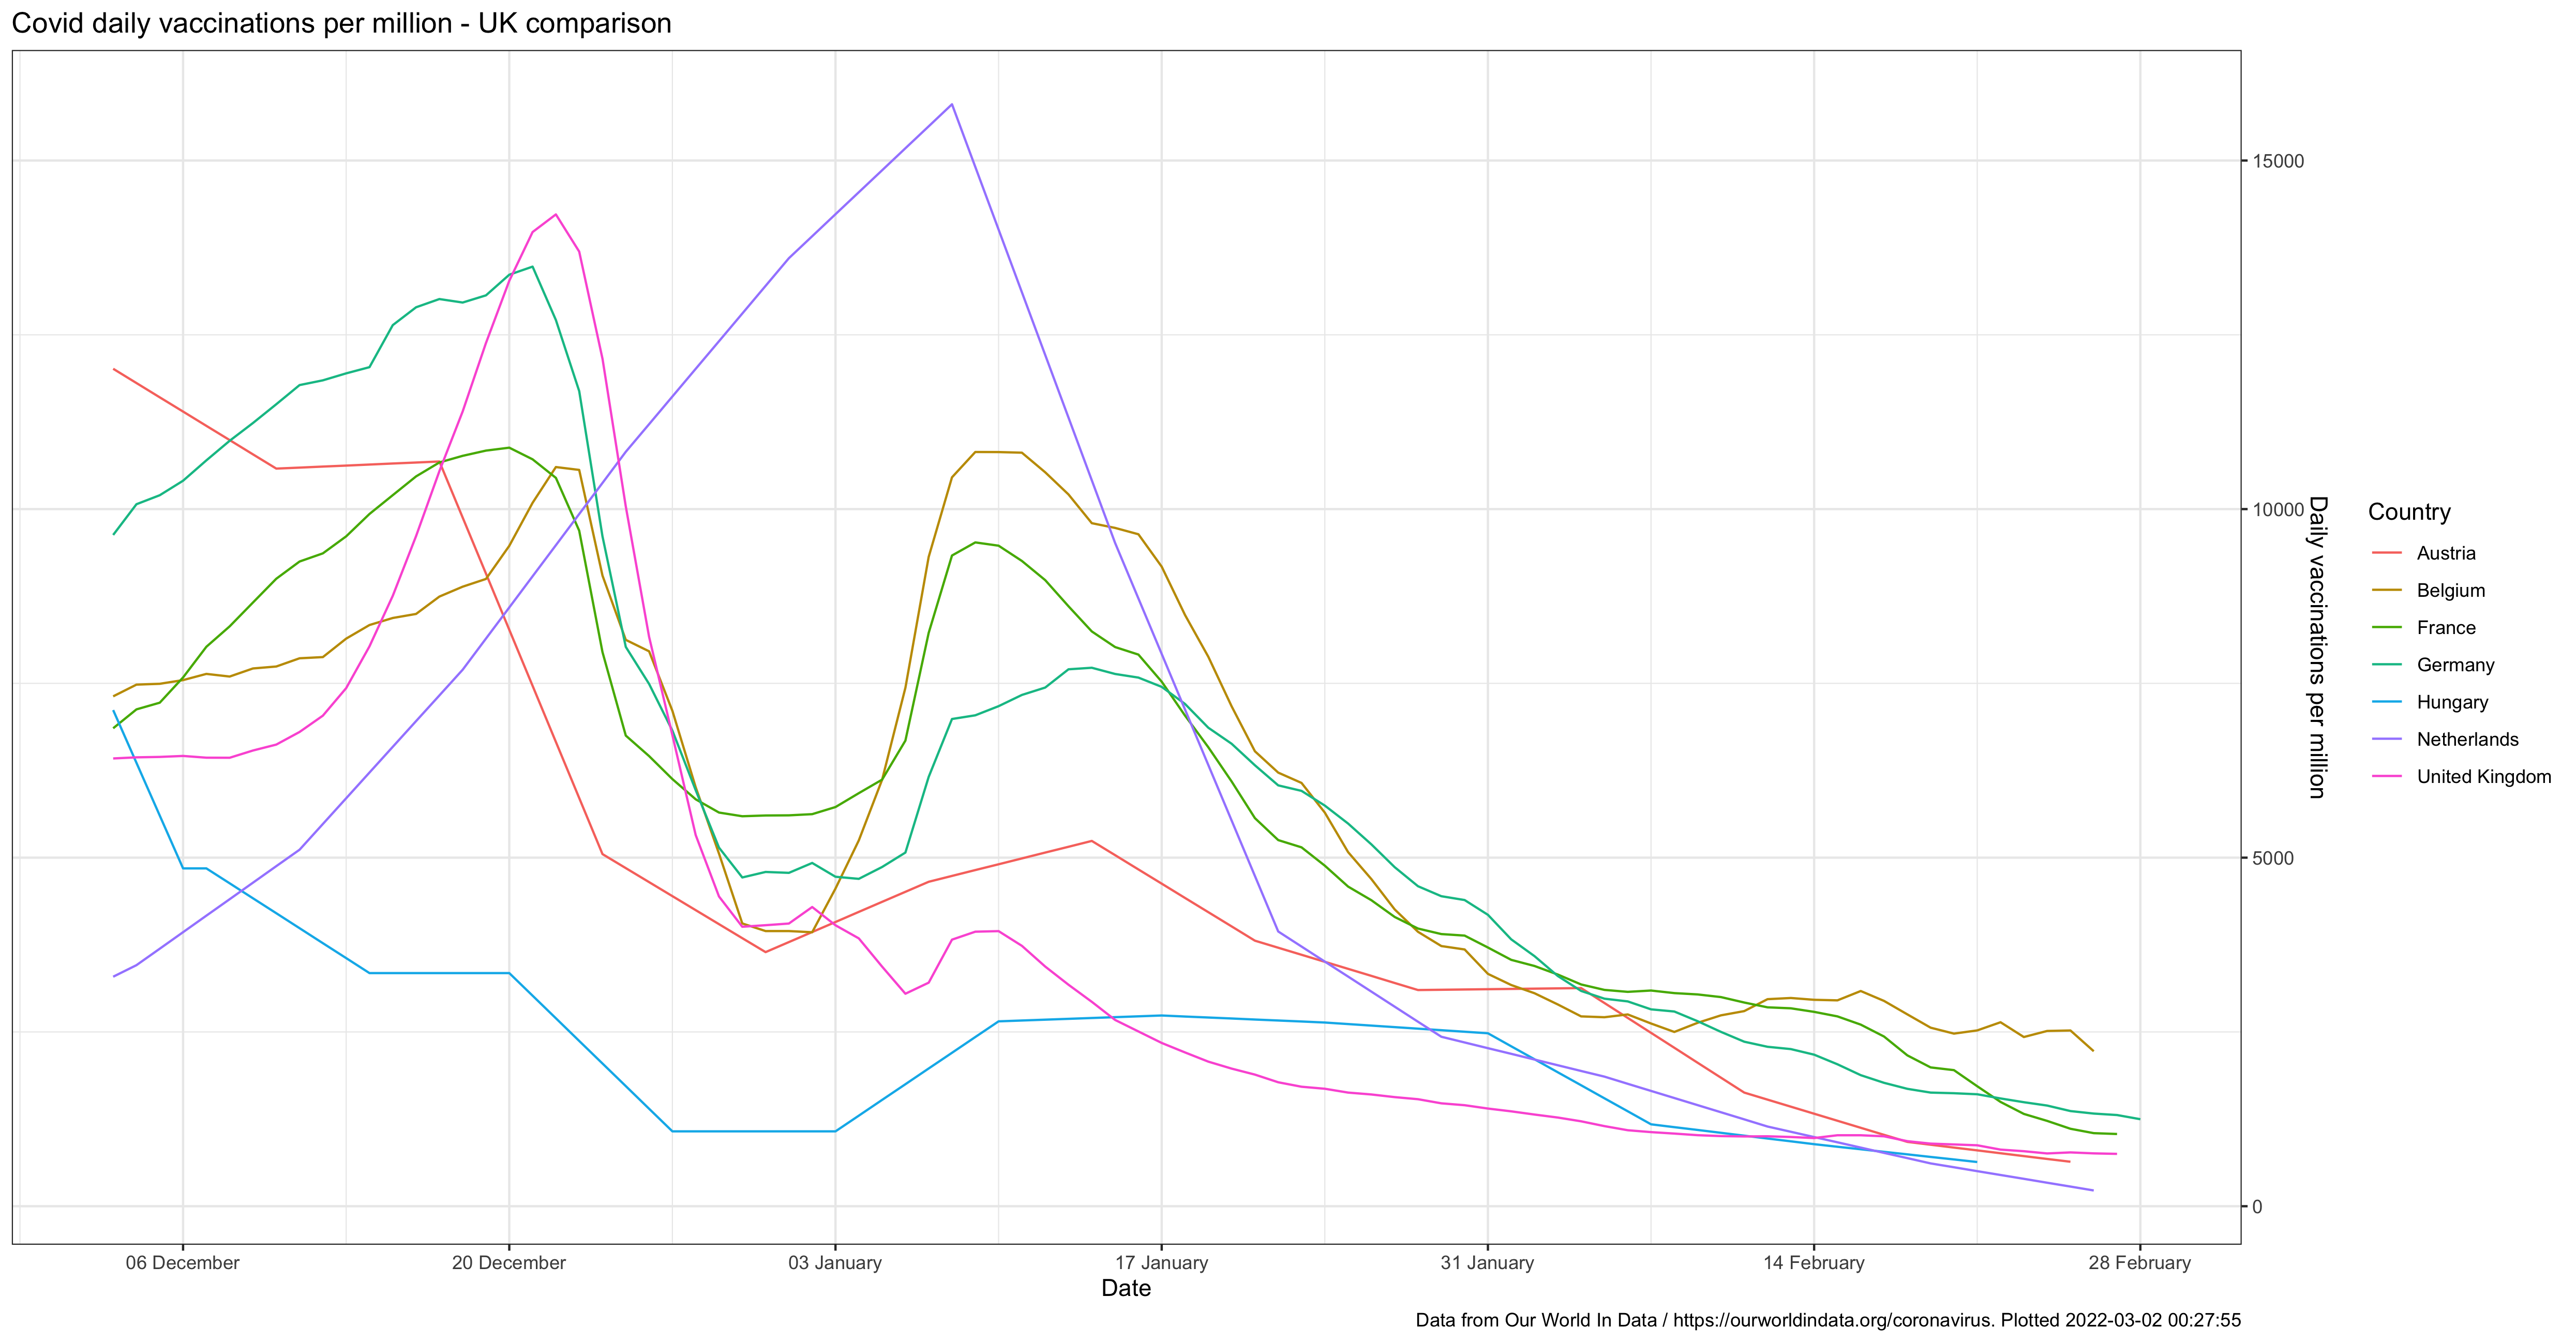 Covid daily vaccinations per million - UK comparison
15000
10000
5000
0
Daily vaccinations per million
06 December
20 December
03 January
17 January
31 January
14 February
28 February
Date
Country
Austria
Belgium
France
Germany
Hungary
Netherlands
United Kingdom
Data from Our World In Data / https://ourworldindata.org/coronavirus. Plotted 2022-03-02 00:27:55